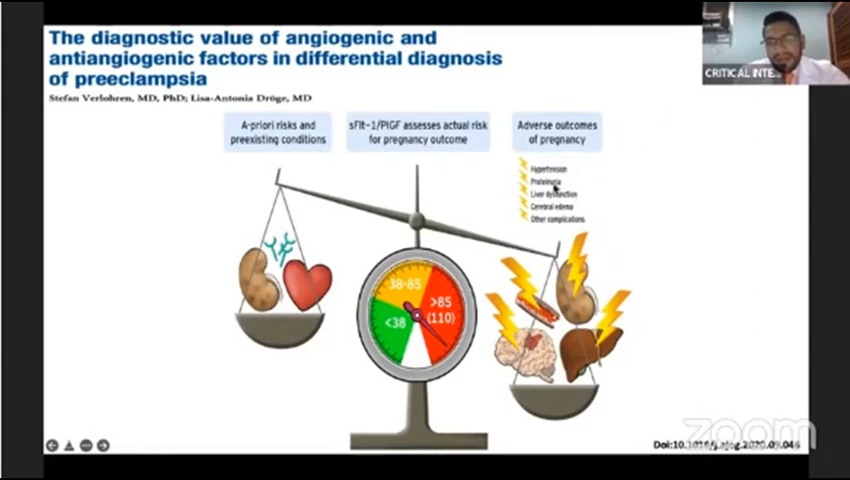 The diagnostic value of angiogenic and
antiangiogenic factors in differential diagnosis
of preeclampsia
Stefan Verlohren, MD, PhD; Lisa-Antonia Dröge, MD
CRITICAL INTE...
A-priori risks and
preexisting conditions
sFlt-1/PlGF assesses actual risk
for pregnancy outcome
Adverse outcomes
of pregnancy
Hypertension
Proteinuria
Liver dysfunction
Cerebral edema
Other complications
38-85
>85
(110)
<38
zoom
Doi:10.1016/j.ajog.2020.09.046